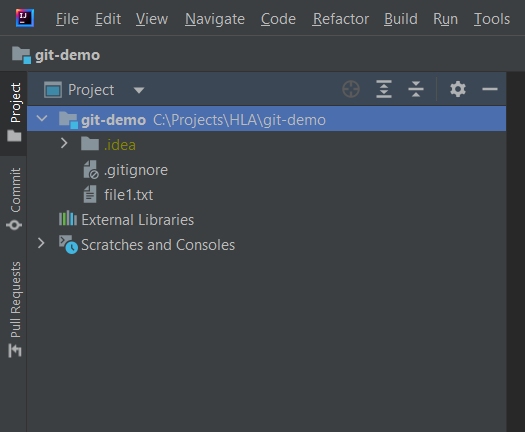 IJ File Edit View Navigate Code Refactor Build Run Tools
git-demo
Project
Project
git-demo C:\Projects\HLA\git-demo
.idea
.gitignore
file1.txt
External Libraries
Scratches and Consoles
Commit
Pull Requests